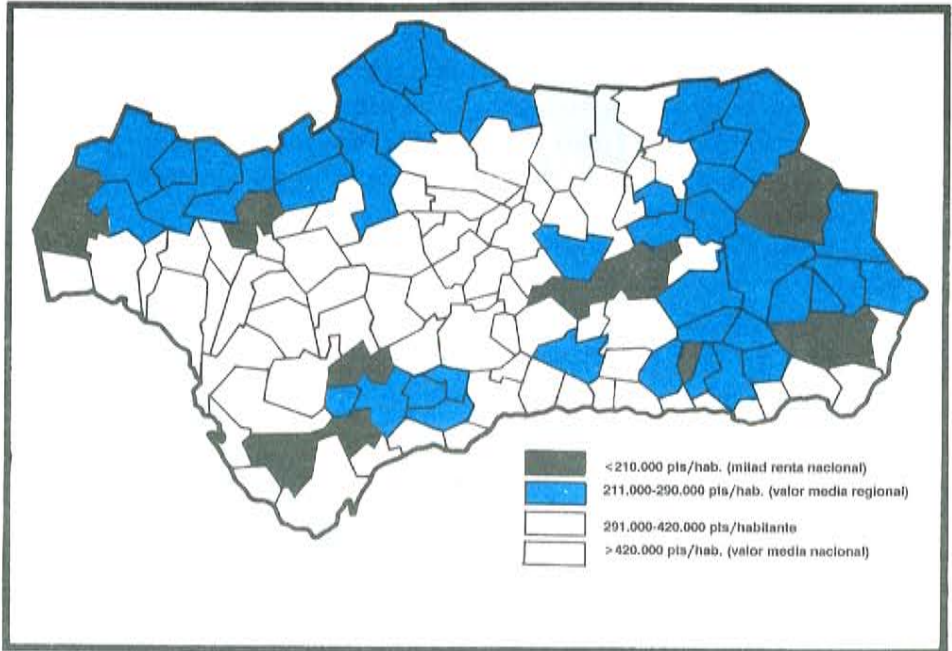 <210.000 pts/hab. (mitad renta nacional)
211.000-290.000 pts/hab. (valor media regional)
291.000-420.000 pts/habitante
>420.000 pts/hab. (valor media nacional)